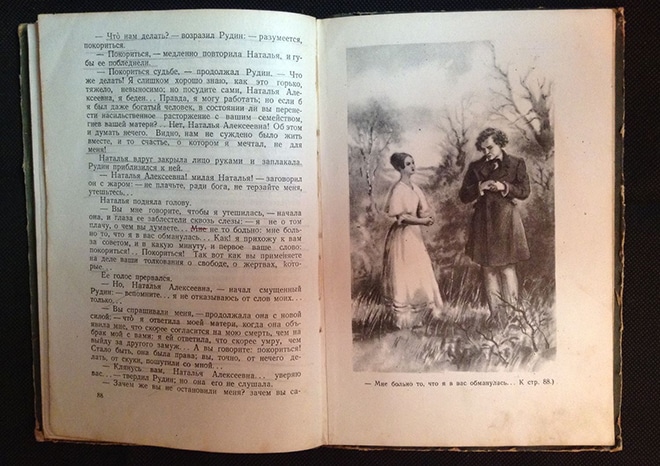 — Что̀ нам делать? — возразил Рудин: — разумеется,
покориться.
— Покориться, — медленно повторила Наталья, и гу-
бы ее побледнели.
— Покориться судьбе, — продолжал Рудин. — Что
же делать! Я слишком хорошо знаю, как это горько,
тяжело, невыносимо; но посудите сами, Наталья Алек-
сеевна, я беден... Правда, я могу работать; но если б
я был даже богатый человек, в состоянии ли вы перенести
насильственное расторжение с вашим семейством,
гнев вашей матери?.. Нет, Наталья Алексеевна! Об этом
и думать нечего. Видно, нам не суждено было жить
вместе, и то счастье, о котором я мечтал, не для
меня!
Наталья вдруг закрыла лицо руками и заплакала.
Рудин приблизился к ней.
— Наталья Алексеевна! милая Наталья! — заговорил
он с жаром: — не плачьте, ради бога, не терзайте меня,
утешьтесь...
Наталья подняла голову.
— Вы мне говорите, чтобы я утешилась, — начала
она, и глаза ее заблестели сквозь слезы: — я не о том
плачу, о чем вы думаете... Мне не то больно: мне боль-
но то, что я в вас обманулась... Как! я прихожу к вам
за советом, и в какую минуту, и первое ваше слово:
покориться!.. Покориться! Так вот как вы применяете
на деле ваши толкования о свободе, о жертвах, кото-
рые...
Ее голос прервался.
— Но, Наталья Алексеевна, — начал смущенный
Рудин: — вспомните... я не отказываюсь от слов моих...
только...
— Вы спрашивали меня, — продолжала она с новой
силой: — что̀ я ответила моей матери, когда она объ-
явила мне, что скорее согласится на мою смерть, чем на
брак мой с вами: я ей ответила, что скорее умру, чем
выйду за другого замуж... А вы говорите: покориться!
Стало быть, она была права; вы, точно, от нечего де-
лать, от скуки, пошутили со мной...
— Клянусь вам, Наталья Алексеевна... уверяю
вас... — твердил Рудин; но она его не слушала.
— Зачем же вы не остановили меня? зачем вы са-
88
— Мне больно то, что я в вас обманулась... К стр. 88.)